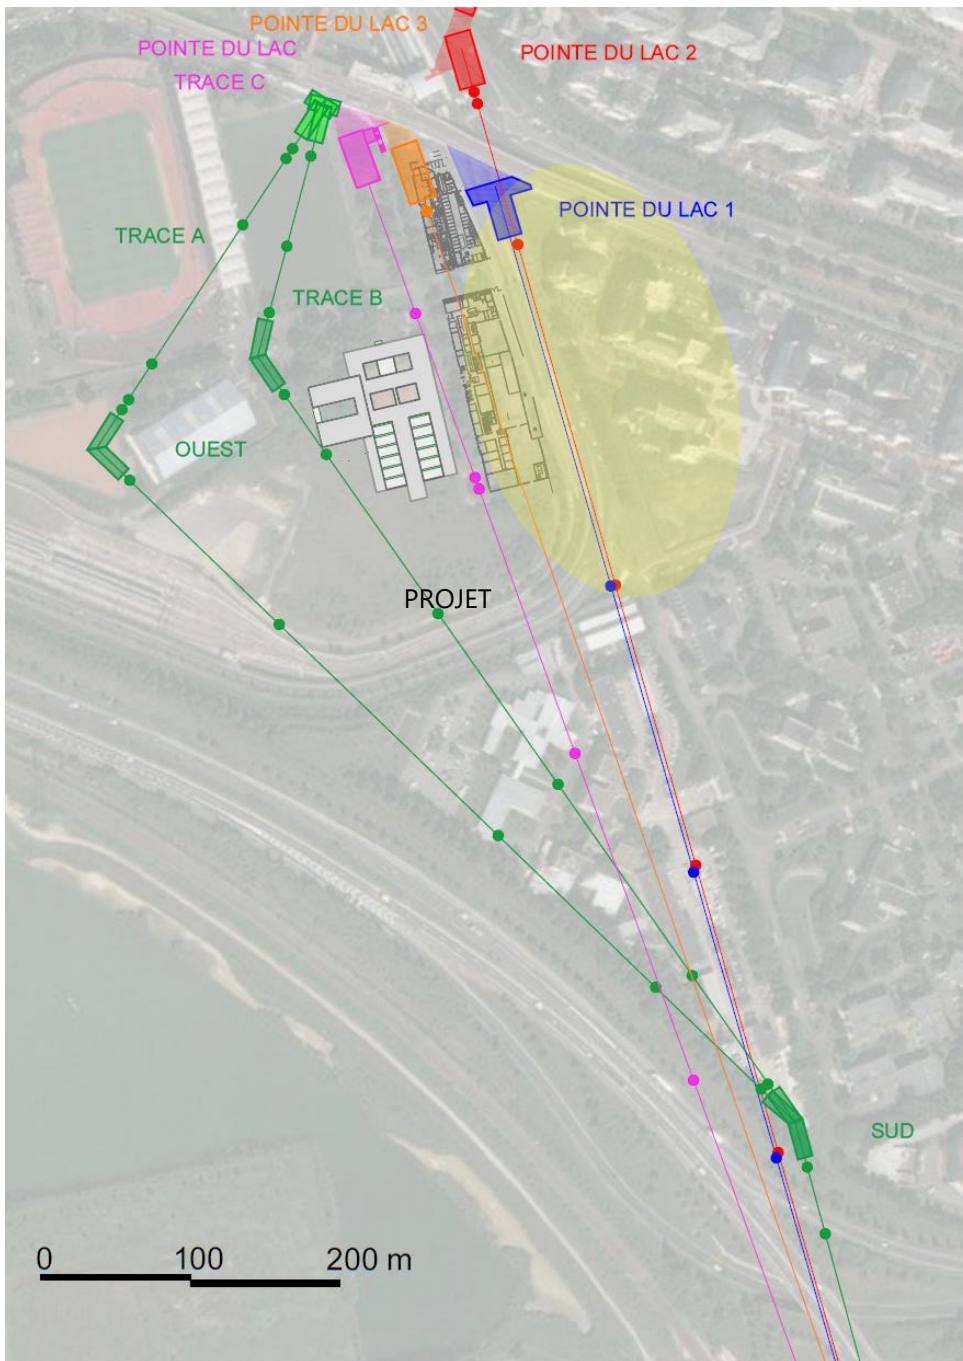 POINTE DU LAC 3
POINTE DU LAC
TRACE C
POINTE DU LAC 2
POINTE DU LAC 1
TRACE A
TRACE B
OUEST
PROJET
SUD
0 100 200 m